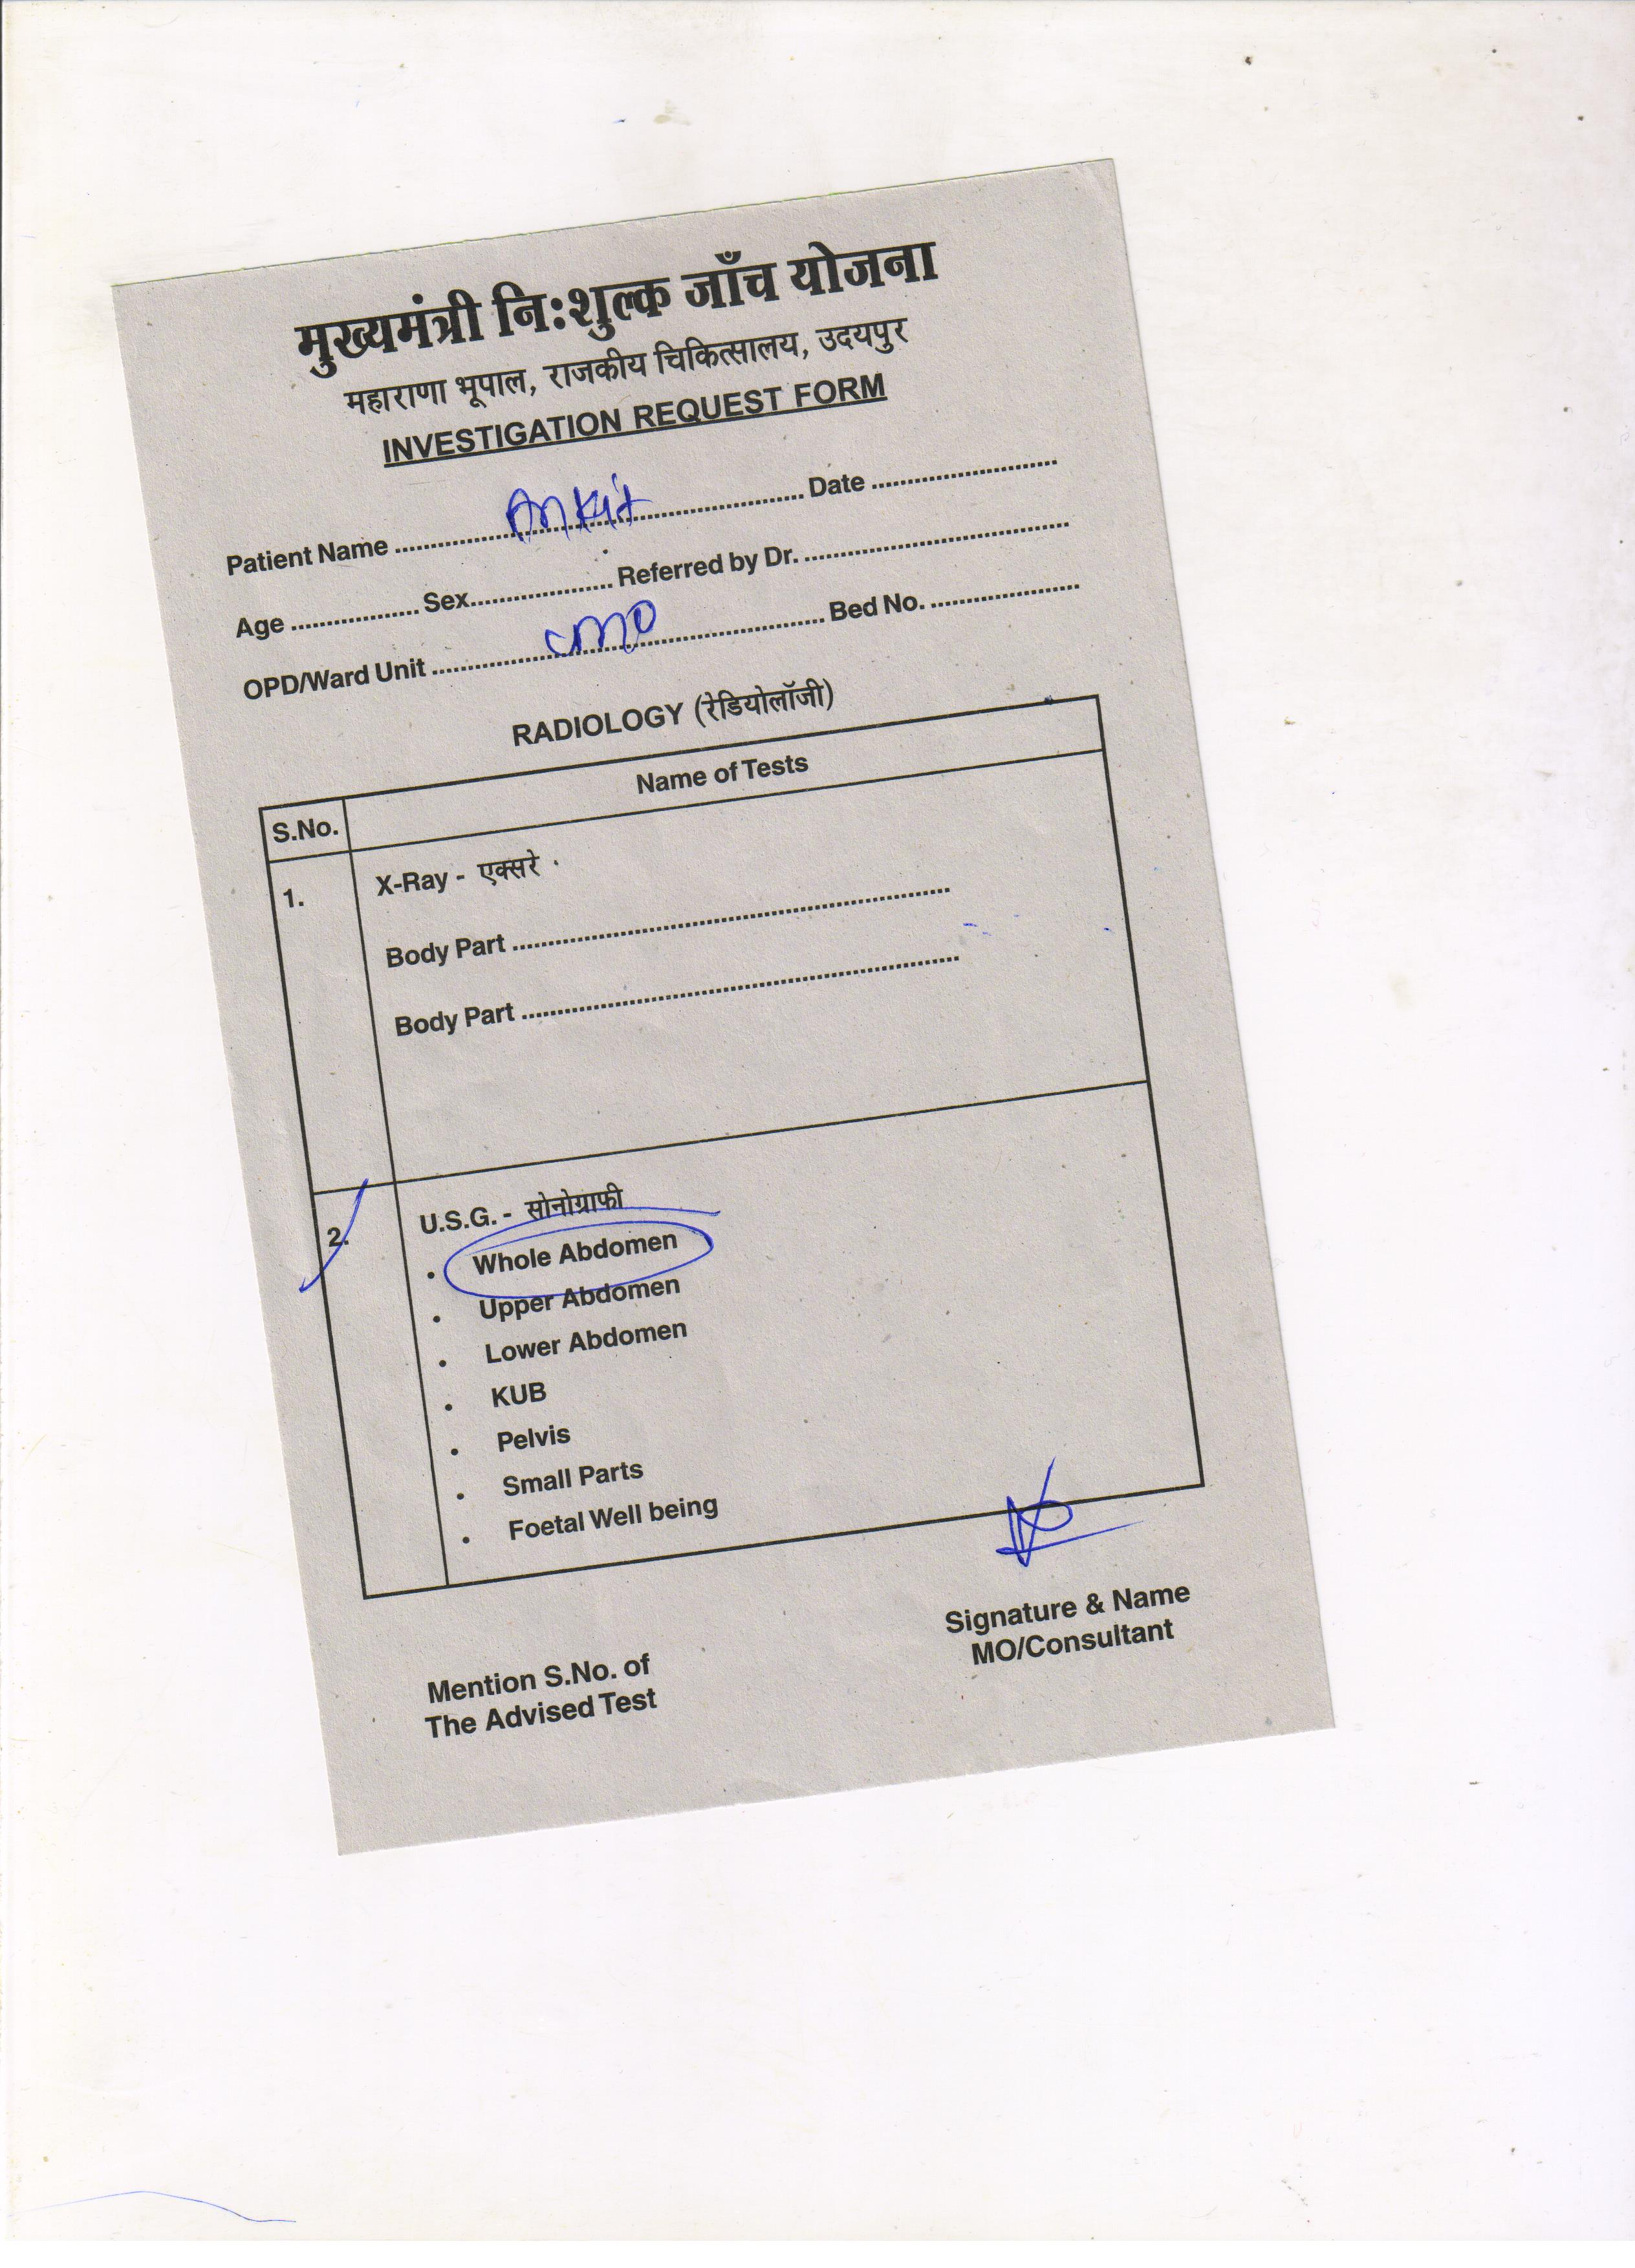 मुख्यमंत्री नि:शुल्क जाँच योजना
महाराणा भूपाल, राजकीय चिकित्सालय, उदयपुर
INVESTIGATION REQUEST FORM
Patient Name ........ Ankit ........ Date ........
Age ........ Sex ........ Referred by Dr. ........
OPD/Ward Unit ........ CMO ........ Bed No. ........
RADIOLOGY (रेडियोलॉजी)
S.No. Name of Tests
1. X-Ray - एक्सरे
Body Part ........
Body Part ........
2. U.S.G. - सोनोग्राफी
• Whole Abdomen
• Upper Abdomen
• Lower Abdomen
• KUB
• Pelvis
• Small Parts
• Foetal Well being
Signature & Name
MO/Consultant
Mention S.No. of
The Advised Test